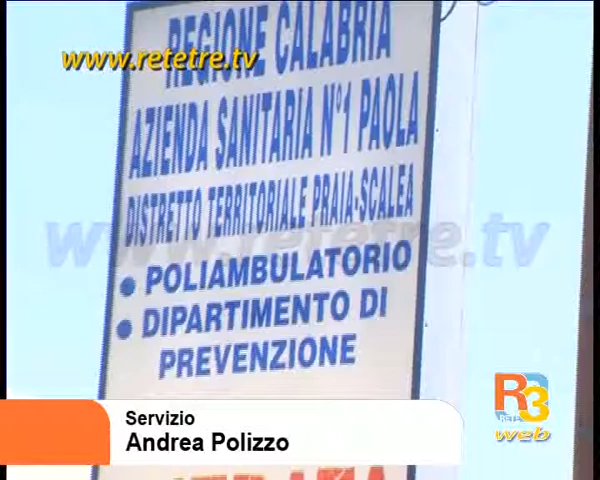 REGIONE CALABRIA
www.retetre.tv
AZIENDA SANITARIA N°1 PAOLA
DISTRETTO TERRITORIALE PRAIA-SCALEA
www.retetre.tv
• POLIAMBULATORIO
• DIPARTIMENTO DI
PREVENZIONE
R3
RETE
web
Servizio
Andrea Polizzo